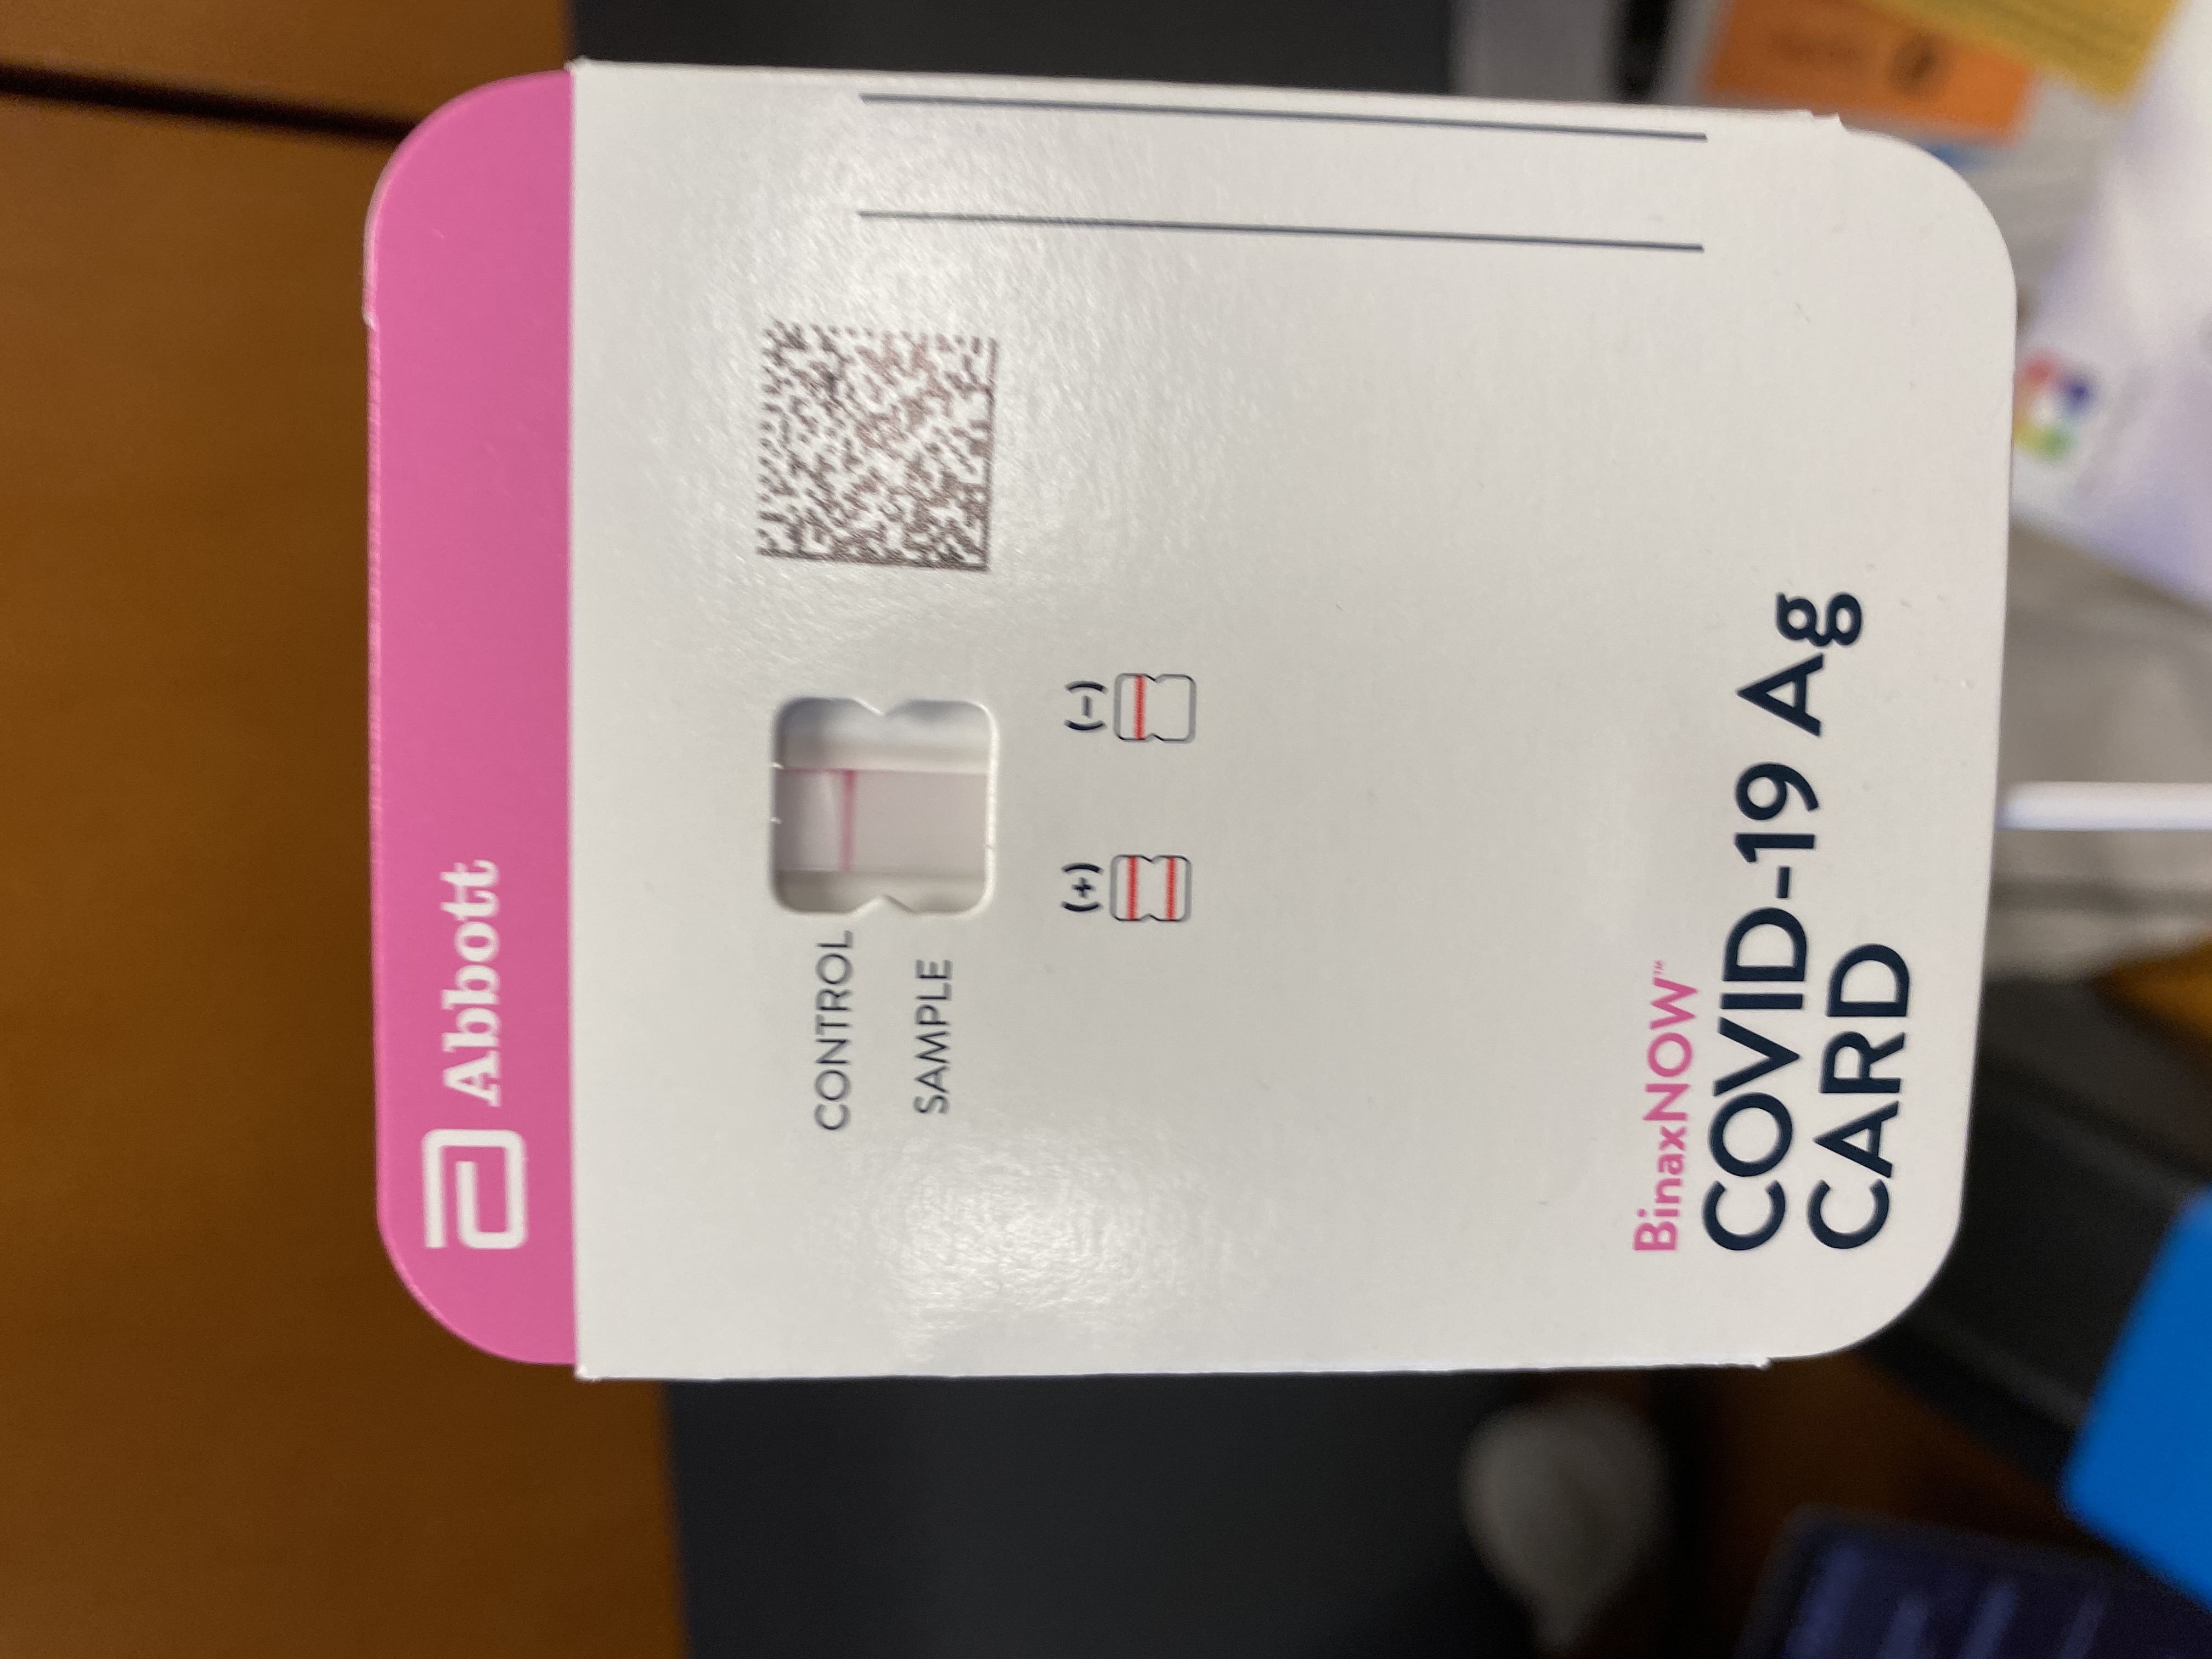 Abbott
CONTROL
SAMPLE
(+) (-)
BinaxNOW™
COVID-19 Ag
CARD